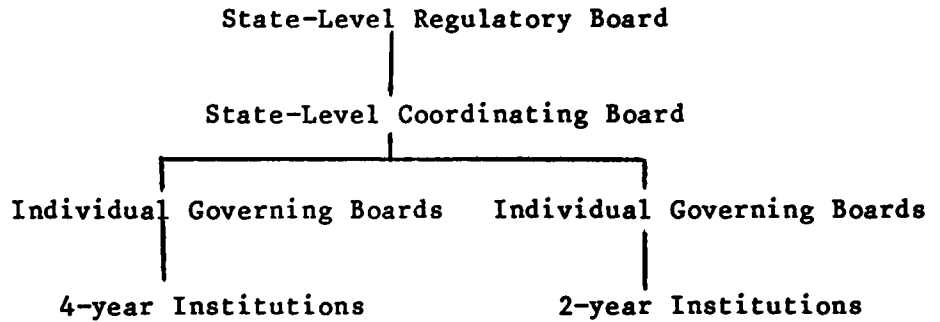 State-Level Regulatory Board
State-Level Coordinating Board
Individual Governing Boards Individual Governing Boards
4-year Institutions 2-year Institutions